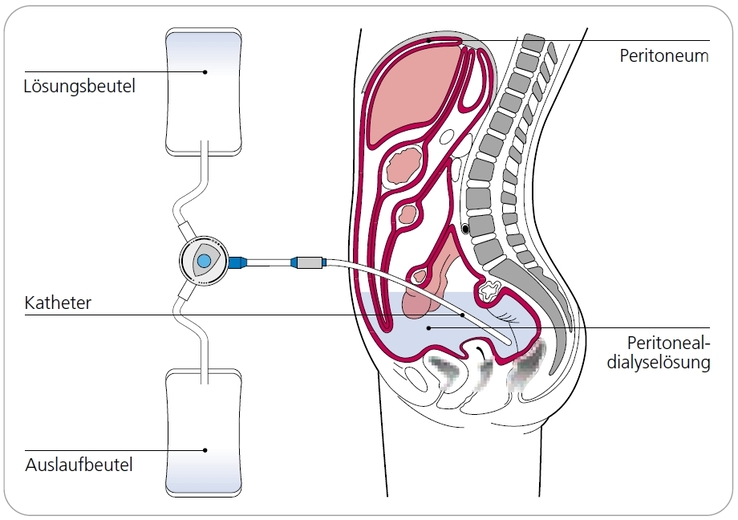 Peritoneum
Lösungsbeutel
Katheter
Peritoneal-
dialyselösung
Auslaufbeutel